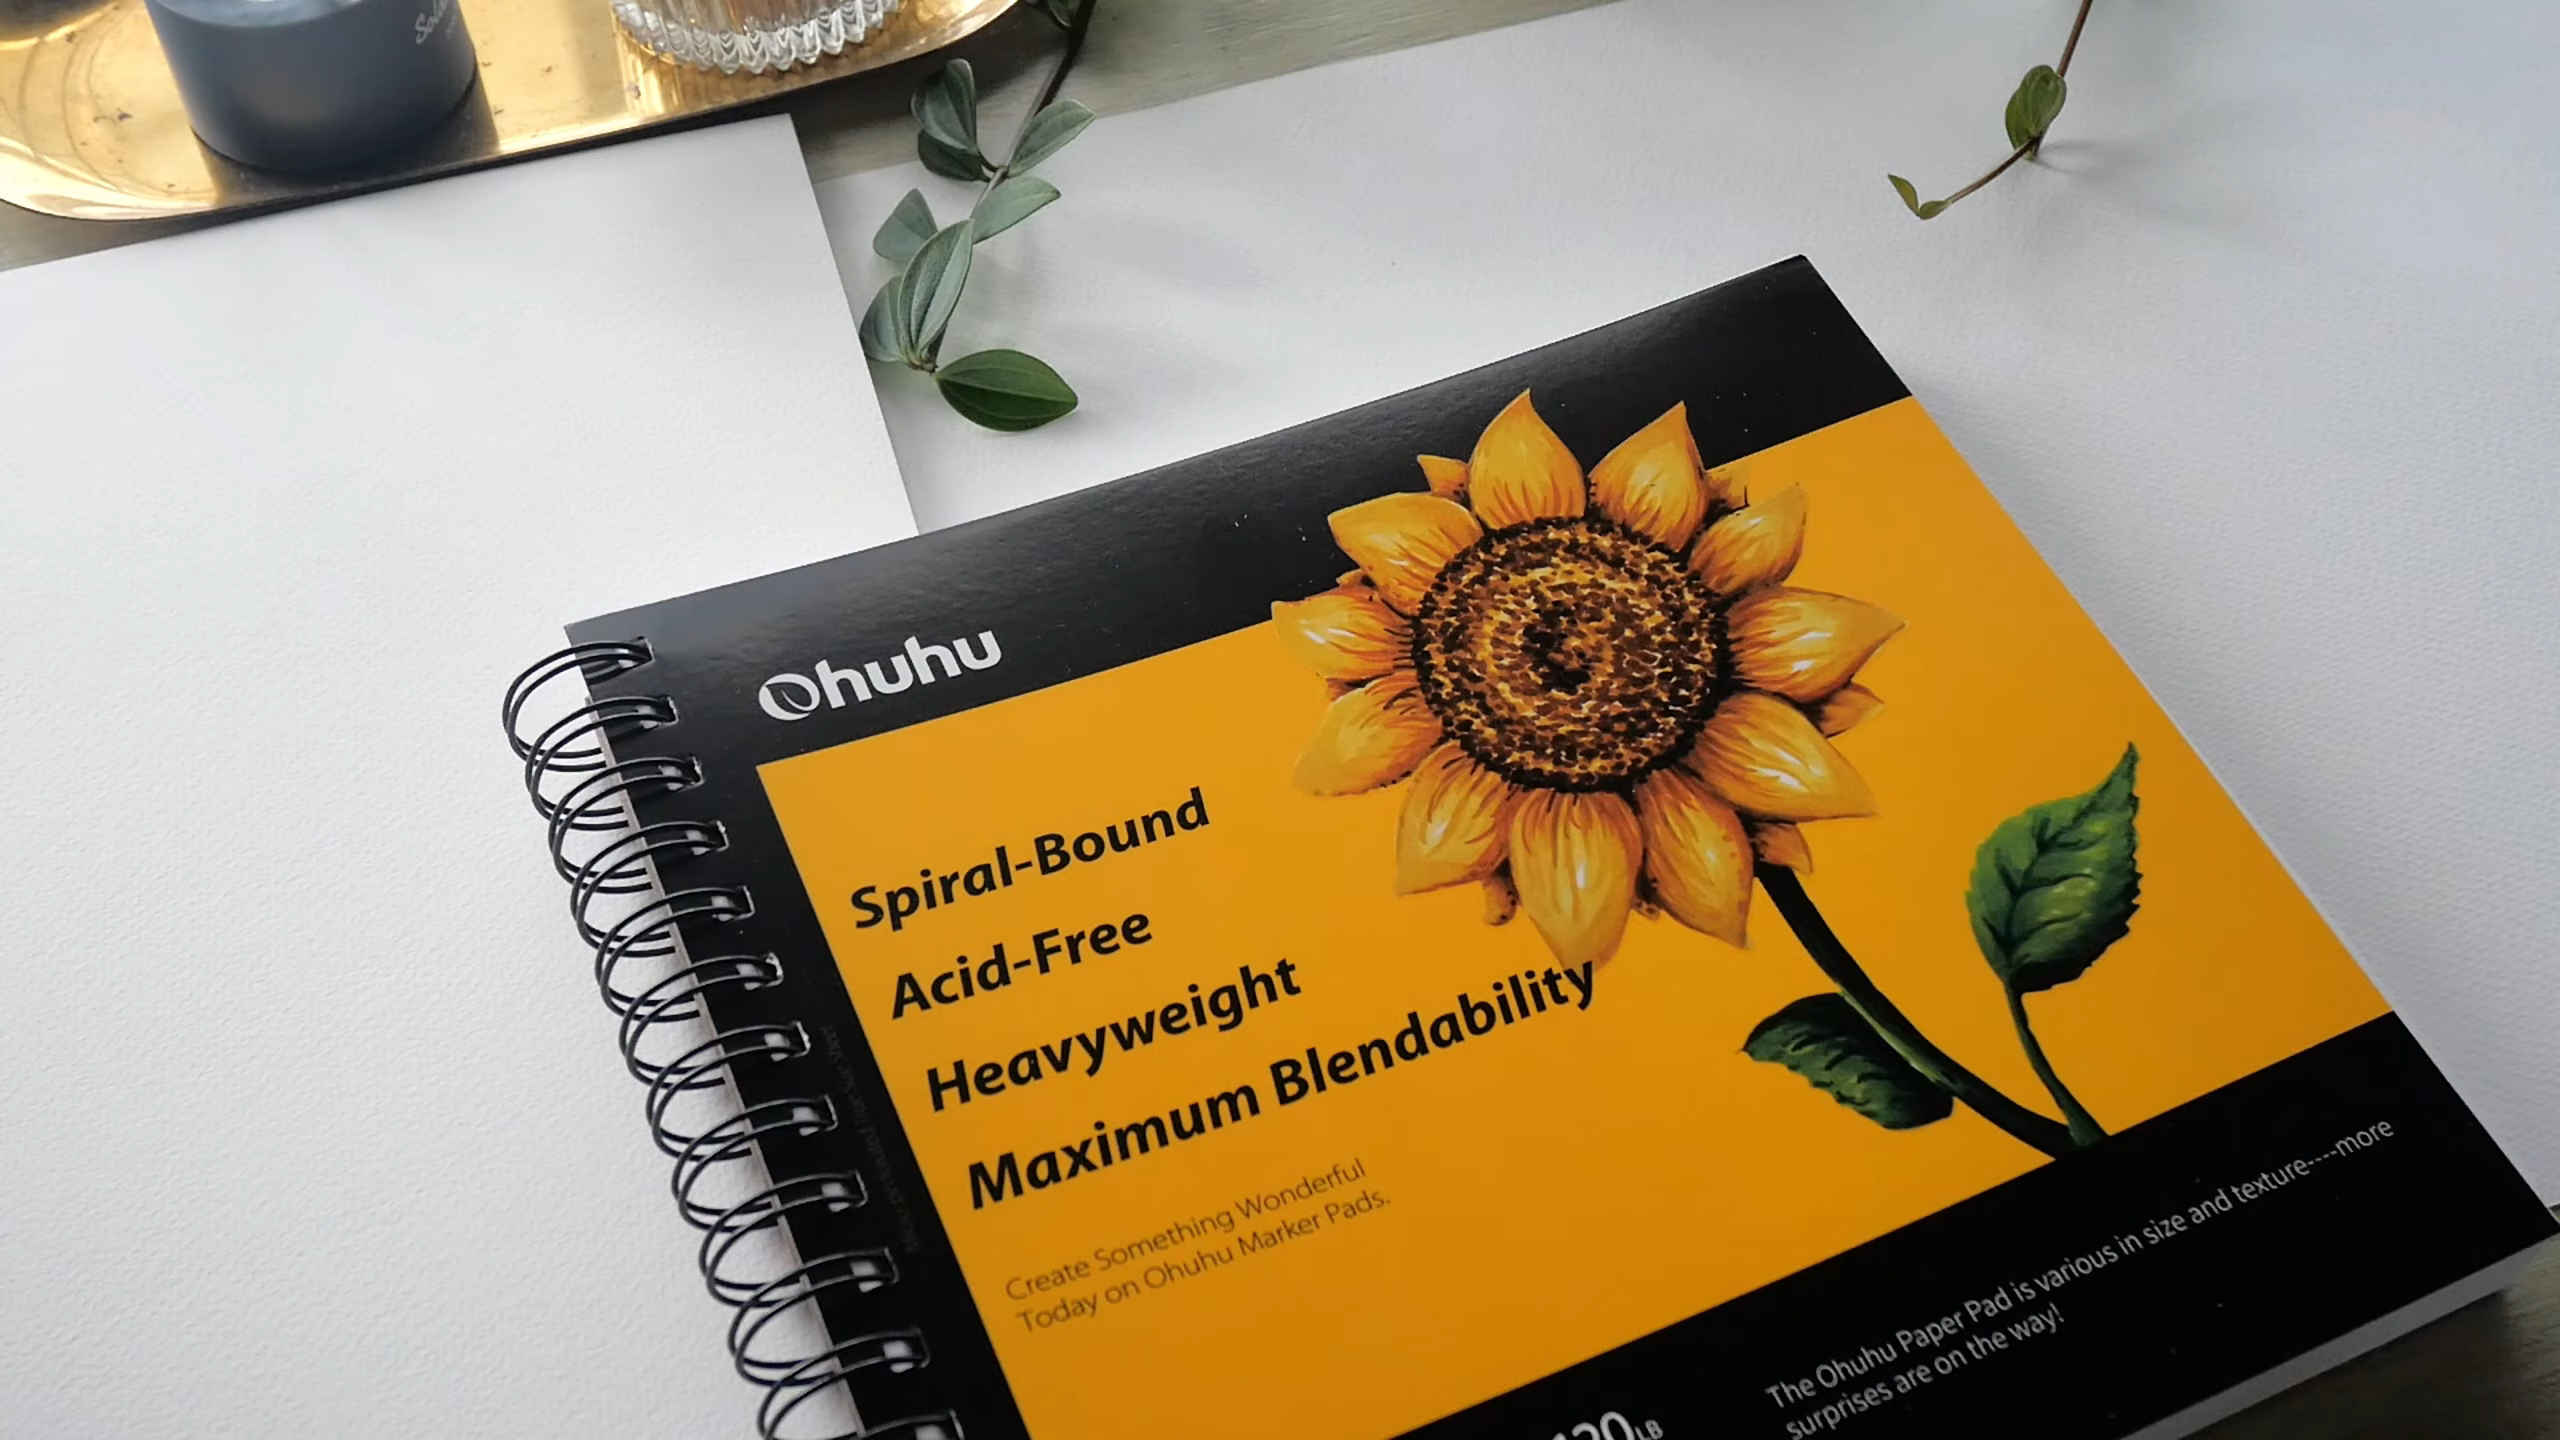 Ohuhu
Spiral-Bound
Acid-Free
Heavyweight
Maximum Blendability
Create Something Wonderful
Today on Ohuhu Marker Pads.
120LB
The Ohuhu Paper Pad is various in size and texture----more
surprises are on the way!